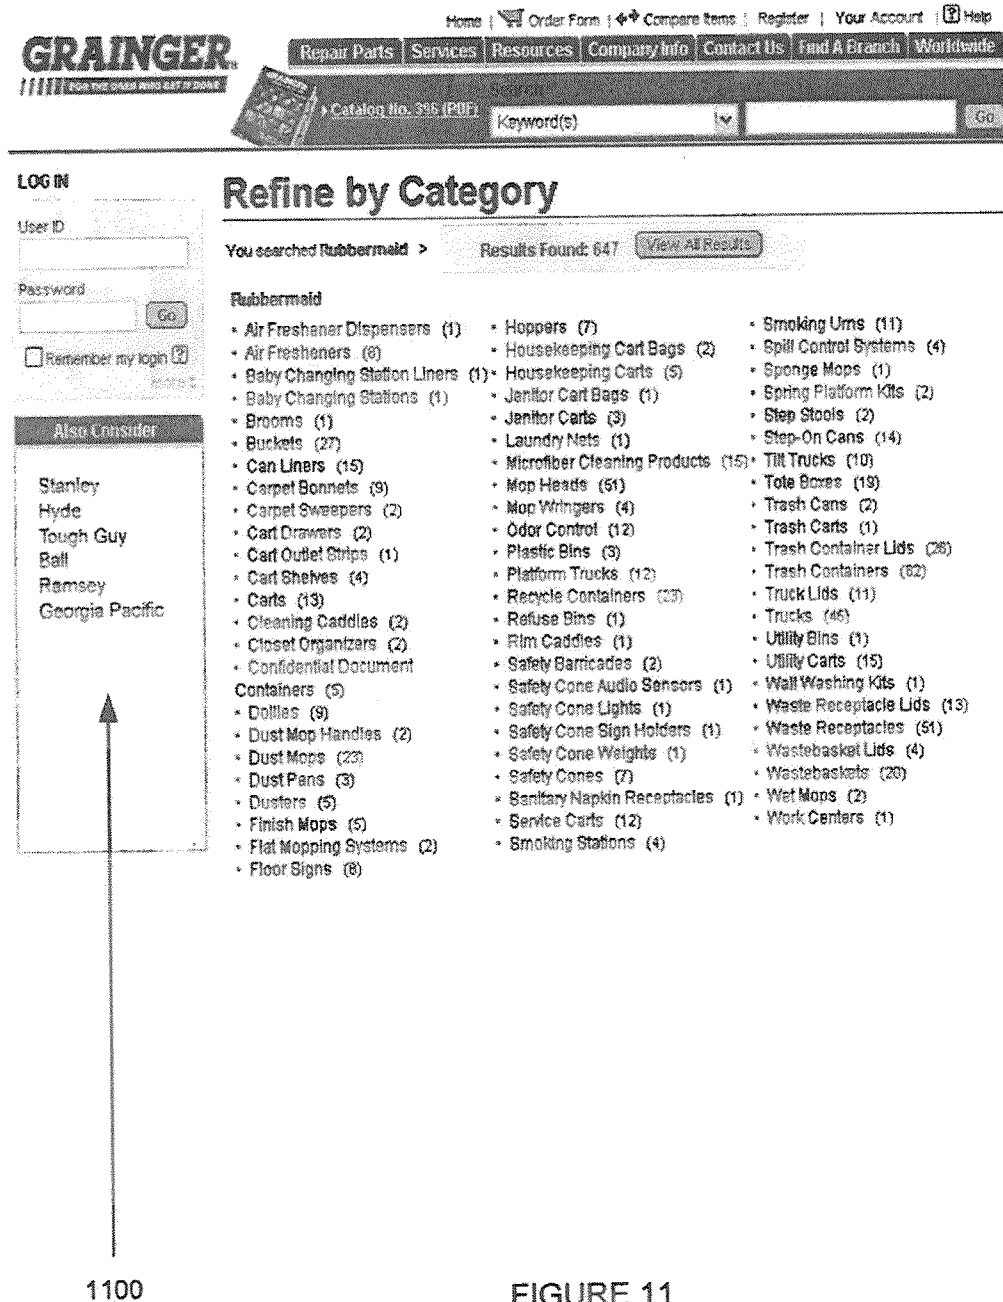 Home | Order Form | Compare Items | Register | Your Account | ? Help
GRAINGER
FOR THE ONES WHO GET IT DONE
Repair Parts | Services | Resources | Company Info | Contact Us | Find A Branch | Worldwide
Catalog No. 396 (PDF)
Search
Keyword(s)
Go
LOG IN
User ID
Password
Go
Remember my login ?
more
Also Consider
Stanley
Hyde
Tough Guy
Ball
Ramsey
Georgia Pacific
Refine by Category
You searched Rubbermaid >
Results Found: 647
View All Results
Rubbermaid
• Air Freshener Dispensers (1)
• Air Fresheners (8)
• Baby Changing Station Liners (1)
• Baby Changing Stations (1)
• Brooms (1)
• Buckets (27)
• Can Liners (15)
• Carpet Bonnets (9)
• Carpet Sweepers (2)
• Cart Drawers (2)
• Cart Outlet Strips (1)
• Cart Shelves (4)
• Carts (13)
• Cleaning Caddies (2)
• Closet Organizers (2)
• Confidential Document
Containers (5)
• Dollies (9)
• Dust Mop Handles (2)
• Dust Mops (23)
• Dust Pans (3)
• Dusters (5)
• Finish Mops (5)
• Flat Mopping Systems (2)
• Floor Signs (8)
• Hoppers (7)
• Housekeeping Cart Bags (2)
• Housekeeping Carts (5)
• Janitor Cart Bags (1)
• Janitor Carts (3)
• Laundry Nets (1)
• Microfiber Cleaning Products (15)
• Mop Heads (51)
• Mop Wringers (4)
• Odor Control (12)
• Plastic Bins (3)
• Platform Trucks (12)
• Recycle Containers (23)
• Refuse Bins (1)
• Rim Caddies (1)
• Safety Barricades (2)
• Safety Cone Audio Sensors (1)
• Safety Cone Lights (1)
• Safety Cone Sign Holders (1)
• Safety Cone Weights (1)
• Safety Cones (7)
• Sanitary Napkin Receptacles (1)
• Service Carts (12)
• Smoking Stations (4)
• Smoking Urns (11)
• Spill Control Systems (4)
• Sponge Mops (1)
• Spring Platform Kits (2)
• Step Stools (2)
• Step-On Cans (14)
• Tilt Trucks (10)
• Tote Boxes (19)
• Trash Cans (2)
• Trash Carts (1)
• Trash Container Lids (26)
• Trash Containers (82)
• Truck Lids (11)
• Trucks (46)
• Utility Bins (1)
• Utility Carts (15)
• Wall Washing Kits (1)
• Waste Receptacle Lids (13)
• Waste Receptacles (51)
• Wastebasket Lids (4)
• Wastebaskets (20)
• Wet Mops (2)
• Work Centers (1)
1100
FIGURE 11